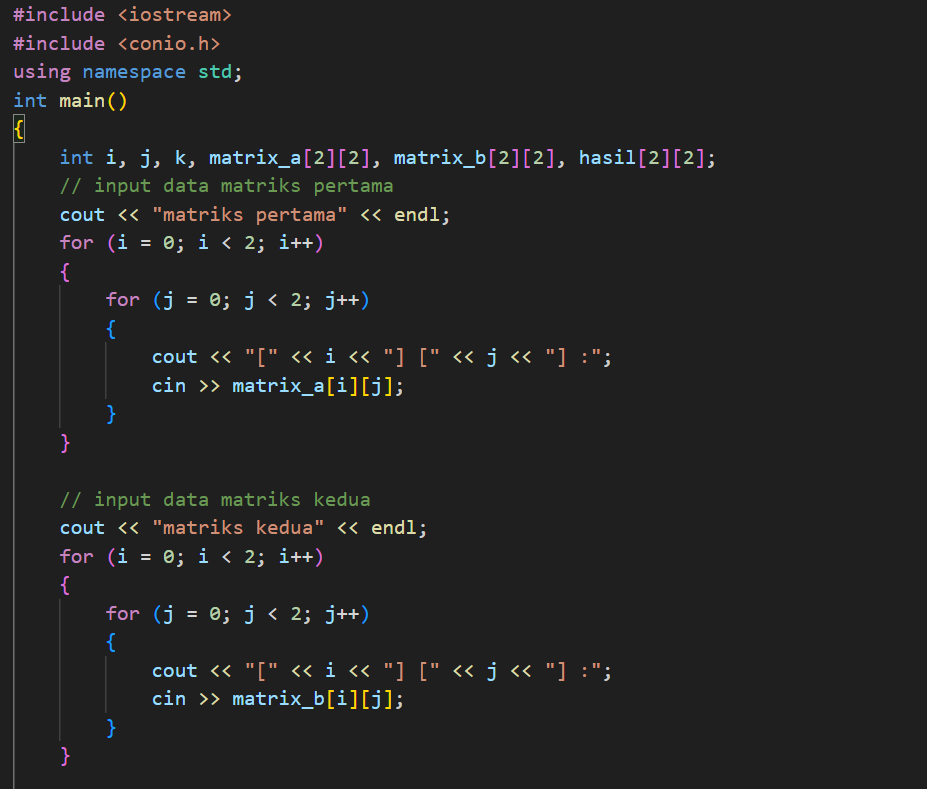 #include <iostream>
#include <conio.h>
using namespace std;
int main()
{
    int i, j, k, matrix_a[2][2], matrix_b[2][2], hasil[2][2];
    // input data matriks pertama
    cout << "matriks pertama" << endl;
    for (i = 0; i < 2; i++)
    {
        for (j = 0; j < 2; j++)
        {
            cout << "[" << i << "] [" << j << "] :";
            cin >> matrix_a[i][j];
        }
    }

    // input data matriks kedua
    cout << "matriks kedua" << endl;
    for (i = 0; i < 2; i++)
    {
        for (j = 0; j < 2; j++)
        {
            cout << "[" << i << "] [" << j << "] :";
            cin >> matrix_b[i][j];
        }
    }